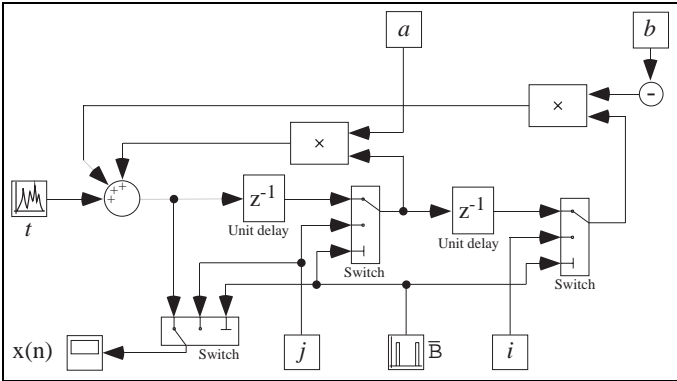 a
b
×
-
×
+
+
+
t
z⁻¹
Unit delay
Switch
z⁻¹
Unit delay
Switch
x(n)
Switch
j
B̅
i